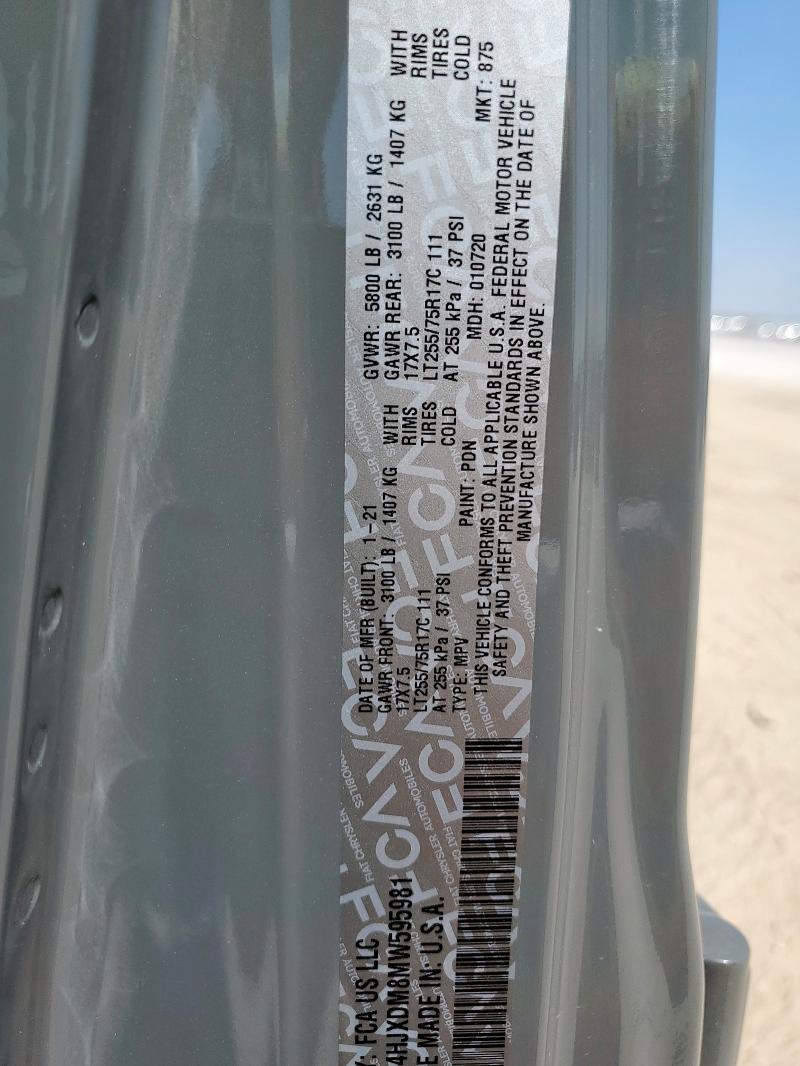 Y: FCA US LLC
4HJXDM8MW595981
E MADE IN: U.S.A.
DATE OF MFR (BUILT): 1-21 GVWR: 5800 LB / 2631 KG
GAWR FRONT: 3100 LB / 1407 KG WITH GAWR REAR: 3100 LB / 1407 KG WITH
17X7.5 RIMS 17X7.5 RIMS
LT255/75R17C 111 TIRES LT255/75R17C 111 TIRES
AT 255 kPa / 37 PSI COLD AT 255 kPa / 37 PSI COLD
TYPE: MPV PAINT: PDN MDH: 010720 MKT: 875
THIS VEHICLE CONFORMS TO ALL APPLICABLE U.S.A. FEDERAL MOTOR VEHICLE
SAFETY AND THEFT PREVENTION STANDARDS IN EFFECT ON THE DATE OF
MANUFACTURE SHOWN ABOVE.
FCA
FIAT CHRYSLER AUTOMOBILES